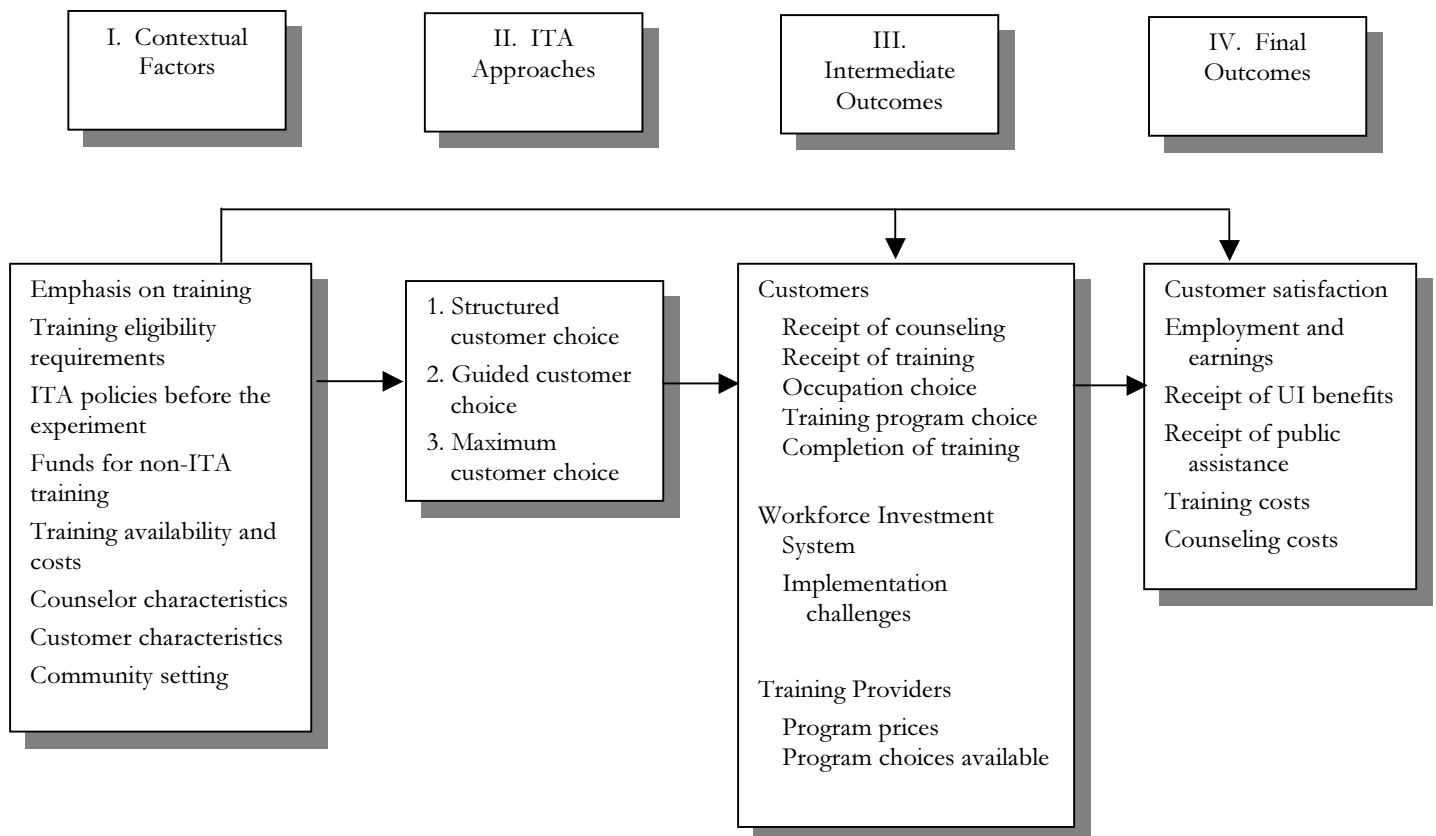 I. Contextual
Factors
II. ITA
Approaches
III.
Intermediate
Outcomes
IV. Final
Outcomes
Emphasis on training
Training eligibility
requirements
ITA policies before the
experiment
Funds for non-ITA
training
Training availability and
costs
Counselor characteristics
Customer characteristics
Community setting
1. Structured
customer choice
2. Guided customer
choice
3. Maximum
customer choice
Customers
Receipt of counseling
Receipt of training
Occupation choice
Training program choice
Completion of training
Workforce Investment
System
Implementation
challenges
Training Providers
Program prices
Program choices available
Customer satisfaction
Employment and
earnings
Receipt of UI benefits
Receipt of public
assistance
Training costs
Counseling costs